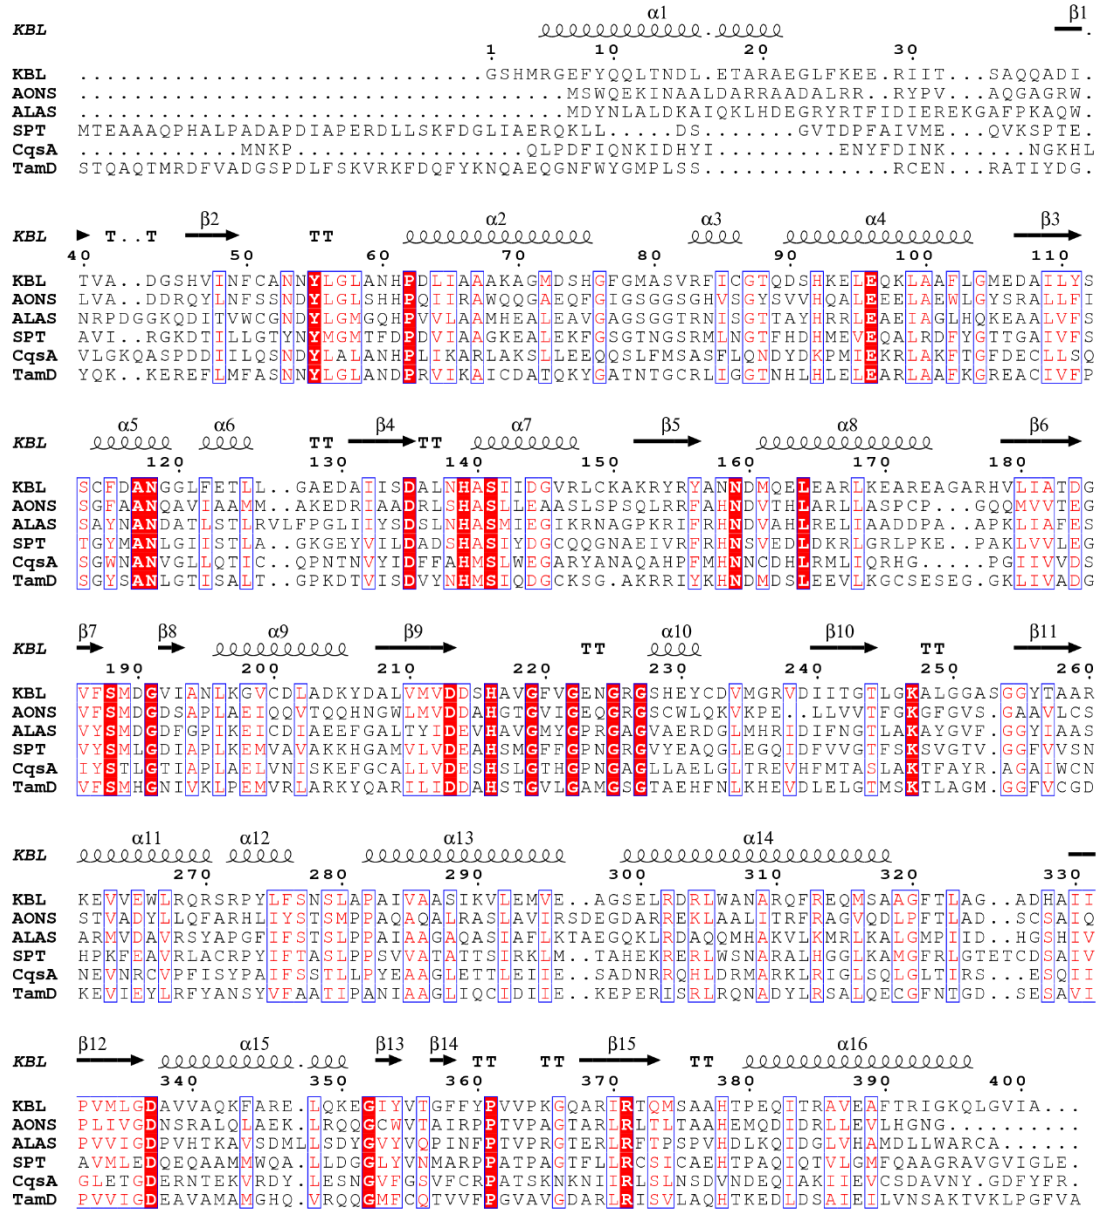 KBL α1 β1
1 10 20 30
KBL ..............................GSHMRGEFYQQLTNDL.ETARAEGLFKEE.RIIT...SAQQADI.
AONS ....................................MSWQEKINAALDARRAADALRR..RYPV....AQGAGRW.
ALAS ....................................MDYNLALDKAIQKLHDEGRYRTFIDIEREKGAFPKAQW.
SPT MTEAAAQPHALPADAPDIAPERDLLSKFDGLIAERQKLL.....DS........GVTDPFAIVME...QVKSPTE.
CqsA ............MNKP.................QLPDFIQNKIDHYI.........ENYFDINK......NGKHL
TamD STQAQTMRDFVADGSPDLFSKVRKFDQFYKNQAEQGNFWYGMPLSS............RCEN...RATIYDG.
KBL T..T β2 TT α2 α3 α4 β3
40 50 60 70 80 90 100 110
KBL TVA..DGSHVINFCANNYLGLANHPDLIAAAKAGMDSHGFGMASVRFICGTQDSHKELEQKLAAFLGMEDAILYS
AONS LVA..DDRQYLNFSSNDYLGLSHHPQIIRAWQQGAEQFGIGSGGSGHVSGYSVVHQALEEELAEWLGYSRALLFI
ALAS NRPDGGKQDITVWCGNDYLGMGQHPVVLAAMHEALEAVGAGSGGTRNISGTTAYHRRLEAEIAGLHQKEAALVFS
SPT AVI..RGKDTILLGTYNYMGMTFDPDVIAAGKEALEKFGSGTNGSRMLNGTFHDHMEVEQALRDFYGTTGAIVFS
CqsA VLGKQASPDDIILQSNDYLALANHPLIKARLAKSLLEEQQSLFMSASFLQNDYDKPMIEKRLAKFTGFDECLLSQ
TamD YQK..KEREFLMFASNNYLGLANDPRVIKAICDATQKYGATNTGCRLIGGTNHLHLELEARLAAFKGREACIVFP
KBL α5 α6 TT β4 TT α7 β5 α8 β6
120 130 140 150 160 170 180
KBL SCFDANGGLFETLL..GAEDAIISDALNHASIIDGVRLCKAKRYRYANNDMQELEARLKEAREAGARHVLIATDG
AONS SGFAANQAVIAAMM..AKEDRIAADRLSHASLLEAASLSPSQLRRFAHNDVTHLARLLASPCP...GQQMVVTEG
ALAS SAYNANDATLSTLRVLFPGLIIYSDSLNHASMIEGIKRNAGPKRIFRHNDVAHLRELIAADDPA..APKLIAFES
SPT TGYMANLGIISTLA..GKGEYVILDADSHASIYDGCQQGNAEIVRFRHNSVEDLDKRLGRLPKE..PAKLVVLEG
CqsA SGWNANVGLLQTIC..QPNTNVYIDFFAHMSLWEGARYANAQAHPFMHNNCDHLRMLIQRHG....PGIIVVDS
TamD SGYSANLGTISALT..GPKDTVISDVYNHMSIQDGCKSG.AKRRIYKHNDMDSLEEVLKGCSESEG.GKLIVADG
KBL β7 β8 α9 β9 TT α10 β10 TT β11
190 200 210 220 230 240 250 260
KBL VFSMDGVIANLKGVCDLADKYDALVMVDDSHAVGFVGENGRGSHEYCDVMGRVDIITGTLGKALGGASGGYTAAR
AONS VFSMDGDSAPLAEIQQVTQQHNGWLMVDDAHGTGVIGEQGRGSCWLQKVKPE..LLVVTFGKGFGVS.GAAVLCS
ALAS VYSMDGDFGPIKEICDIAEEFGALTYIDEVHAVGMYGPRGAGVAERDGLMHRIDIFNGTLAKAYGVF.GGYIAAS
SPT VYSMLGDIAPLKEMVAVAKKHGAMVLVDEAHSMGFFGPNGRGVYEAQGLEGQIDFVVGTFSKSVGTV.GGFVVSN
CqsA IYSTLGTIAPLAELVNISKEFGCALLVDESHSLGTHGPNGAGLLAELGLTREVHFMTASLAKTFAYR.AGAIWCN
TamD VFSMHGNIVKLPEMVRLARKYQARILIDDAHSTGVLGAMGSGTAEHFNLKHEVDLELGTMSKTLAGM.GGFVCGD
KBL α11 α12 α13 α14
270 280 290 300 310 320 330
KBL KEVVEWLRQRSRPYLFSNSLAPAIVAASIKVLEMVE..AGSELRDRLWANARQFREQMSAAGFTLAG..ADHAII
AONS STVADYLLQFARHLIYSTSMPPAQAQALRASLAVIRSDEGDARREKLAALITRFRAGVQDLPFTLAD..SCSAIQ
ALAS ARMVDAVRSYAPGFIFSTSLPPAIAAGAQASIAFLKTAEGQKLRDAQQMHAKVLKMRLKALGMPIID..HGSHIV
SPT HPKFEAVRLACRPYIFTASLPPSVVATATTSIRKLM..TAHEKRERLWSNARALHGGLKAMGFRLGTETCDSAIV
CqsA NEVNRCVPFISYPAIFSSTLLPYEAAGLETTLEIIE..SADNRRQHLDRMARKLRIGLSQLGLTIRS...ESQII
TamD KEVIEYLRFYANSYVFAATIPANIAAGLIQCIDIIE..KEPERISRLRQNADYLRSALQECGFNTGD..SESAVI
KBL β12 α15 β13 β14 TT TT β15 TT α16
340 350 360 370 380 390 400
KBL PVMLGDAVVAQKFARE.LQKEGIYVTGFFYPVVPKGQARIRTQMSAAHTPEQITRAVEAFTRIGKQLGVIA...
AONS PLIVGDNSRALQLAEK.LRQQGCWVTAIRPPTVPAGTARLRLTLTAAHEMQDIDRLLEVLHGNG..........
ALAS PVVIGDPVHTKAVSDMLLSDYGVYVQPINFPTVPRGTERLRFTPSPVHDLKQIDGLVHAMDLLWARCA......
SPT AVMLEDQEQAAMMWQA.LLDGGLYVNMARPPATPAGTFLLRCSICAEHTPAQIQTVLGMFQAAGRAVGVIGLE.
CqsA GLETGDERNTEKVRDY.LESNGVFGSVFCRPATSKNKNIIRLSLNSDVNDEQIAKIIEVCSDAVNY.GDFYFR.
TamD PVVIGDEAVAMAMGHQ.VRQQGMFCQTVVFPGVAVGDARLRISVLAQHTKEDLDSAIEILVNSAKTVKLPGFVA